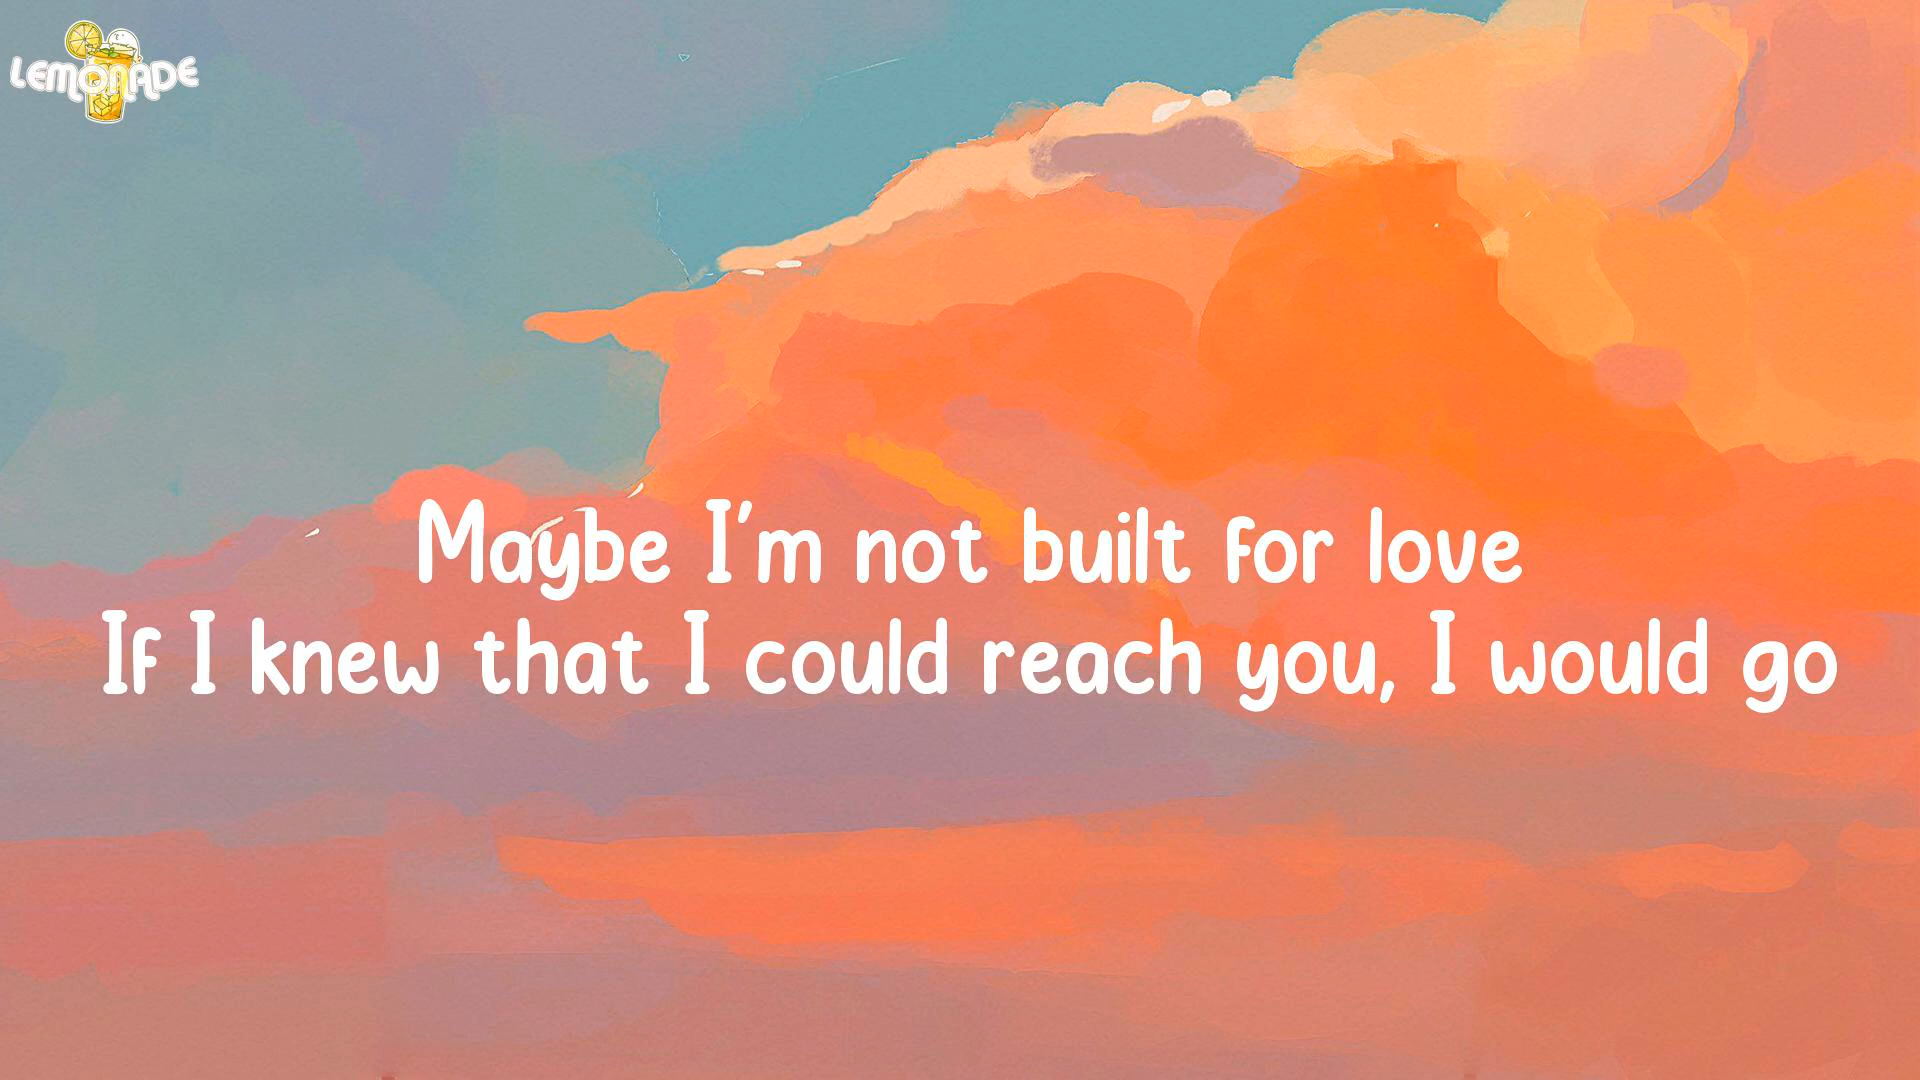 LEMONADE
Maybe I'm not built for love
If I knew that I could reach you, I would go